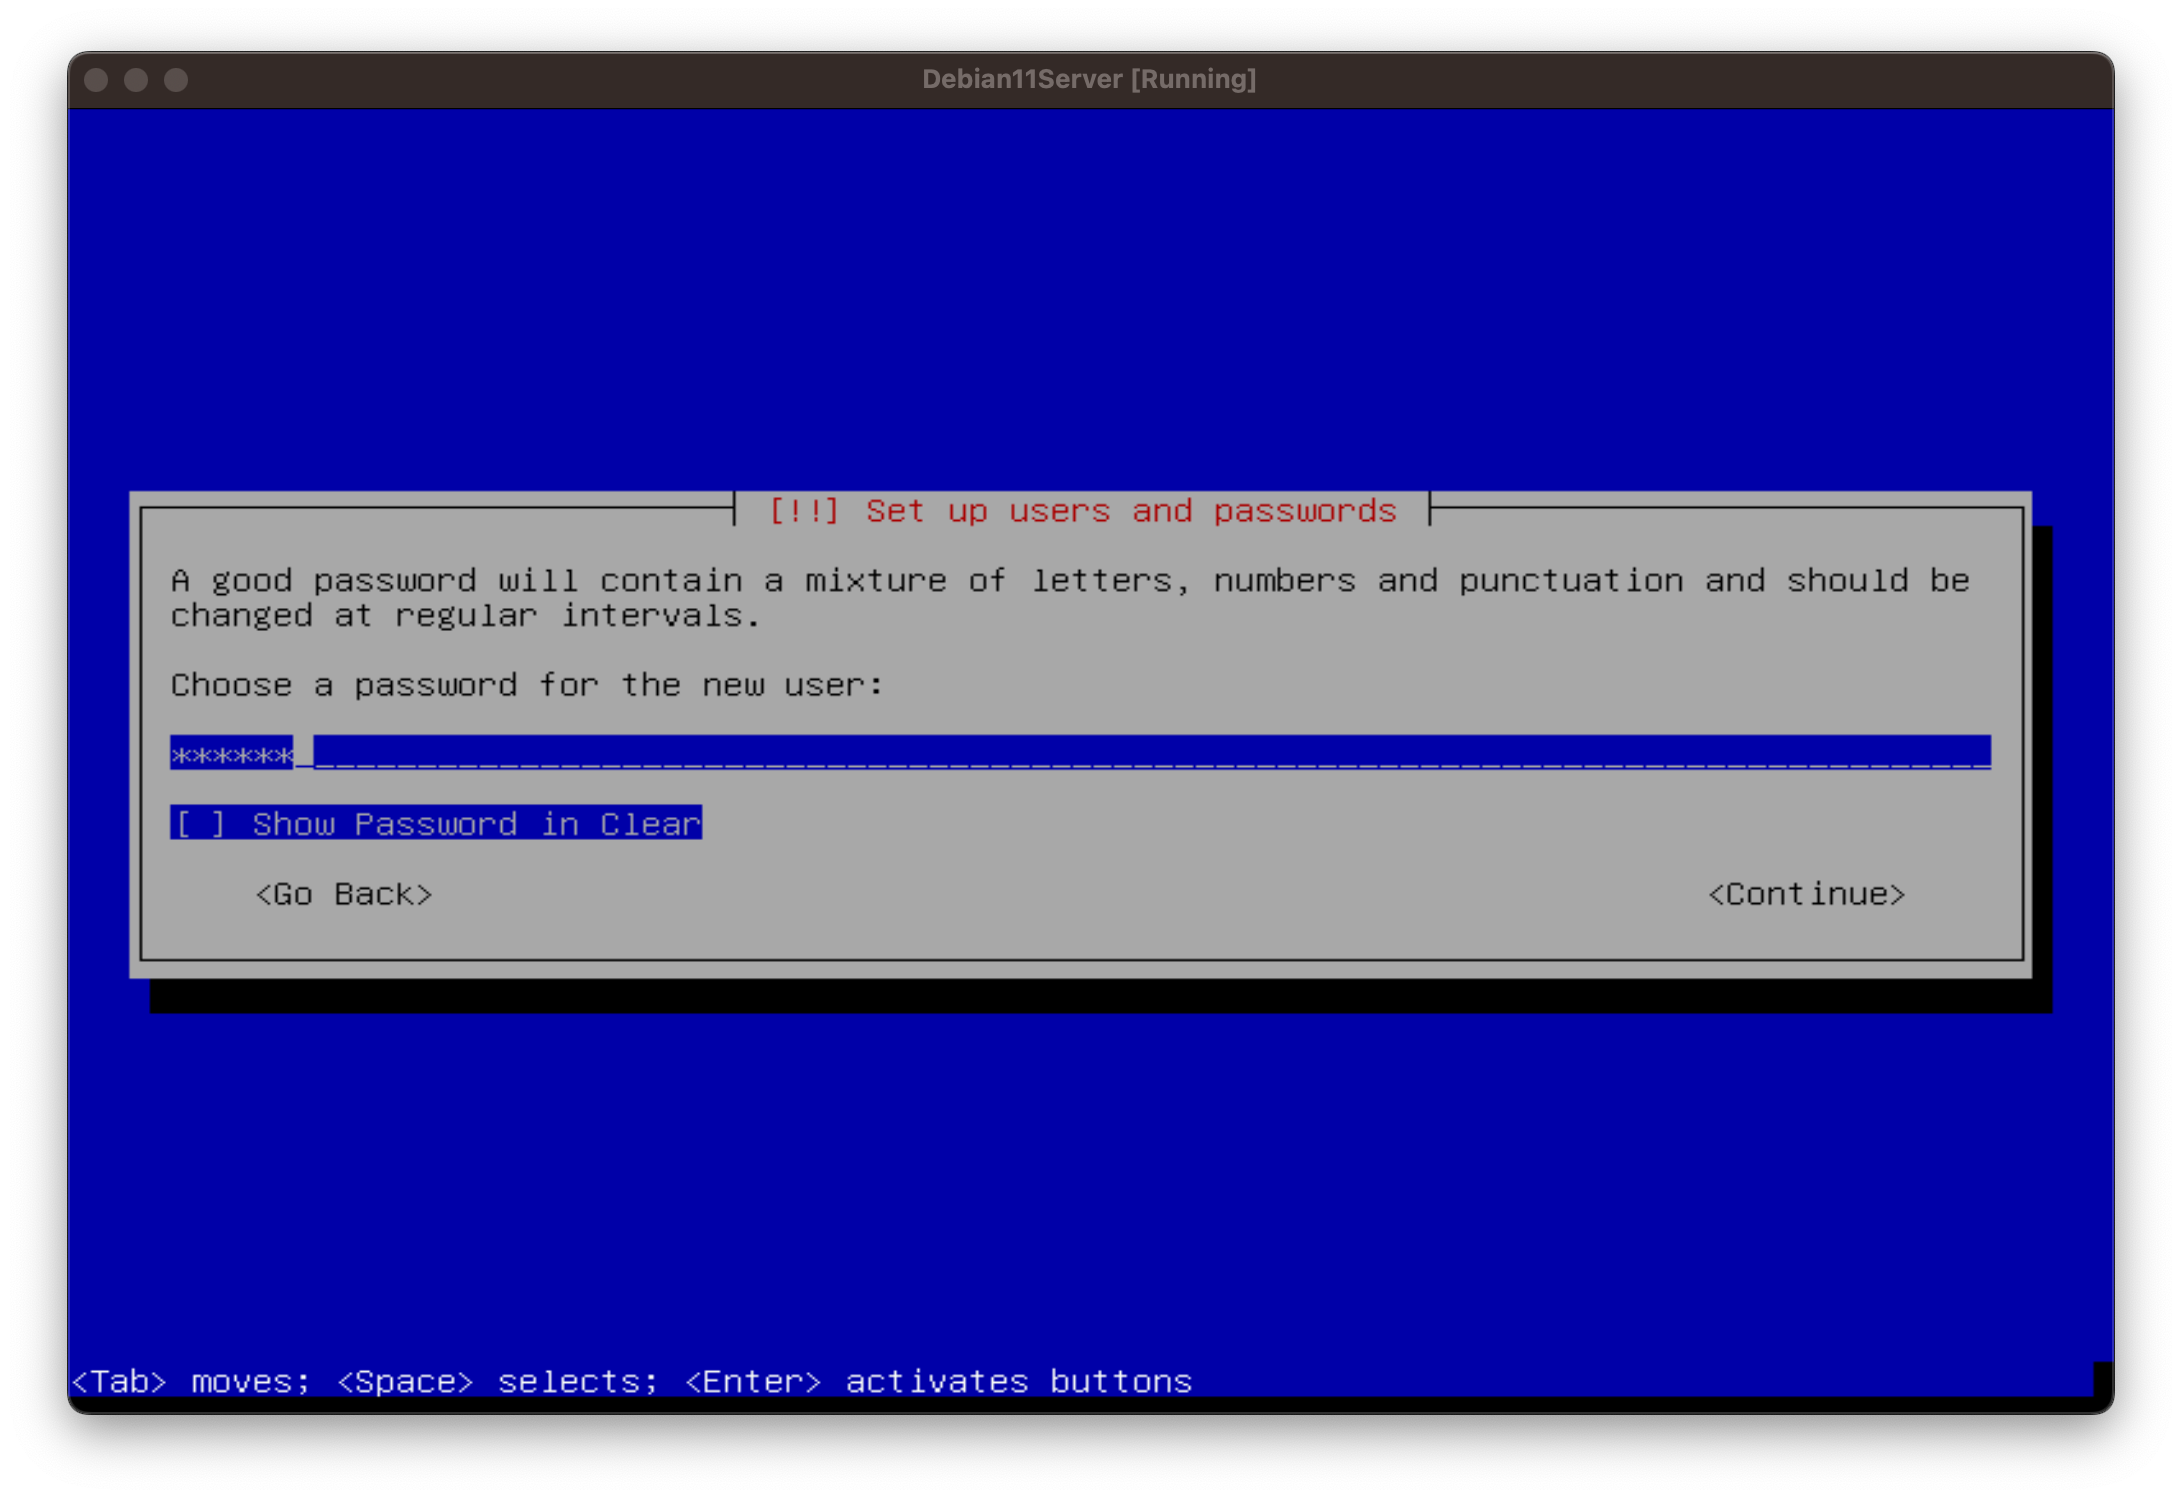 Debian11Server [Running]
[!!] Set up users and passwords
A good password will contain a mixture of letters, numbers and punctuation and should be
changed at regular intervals.
Choose a password for the new user:
******_______________________________________________________________________________________
[ ] Show Password in Clear
<Go Back> <Continue>
<Tab> moves; <Space> selects; <Enter> activates buttons